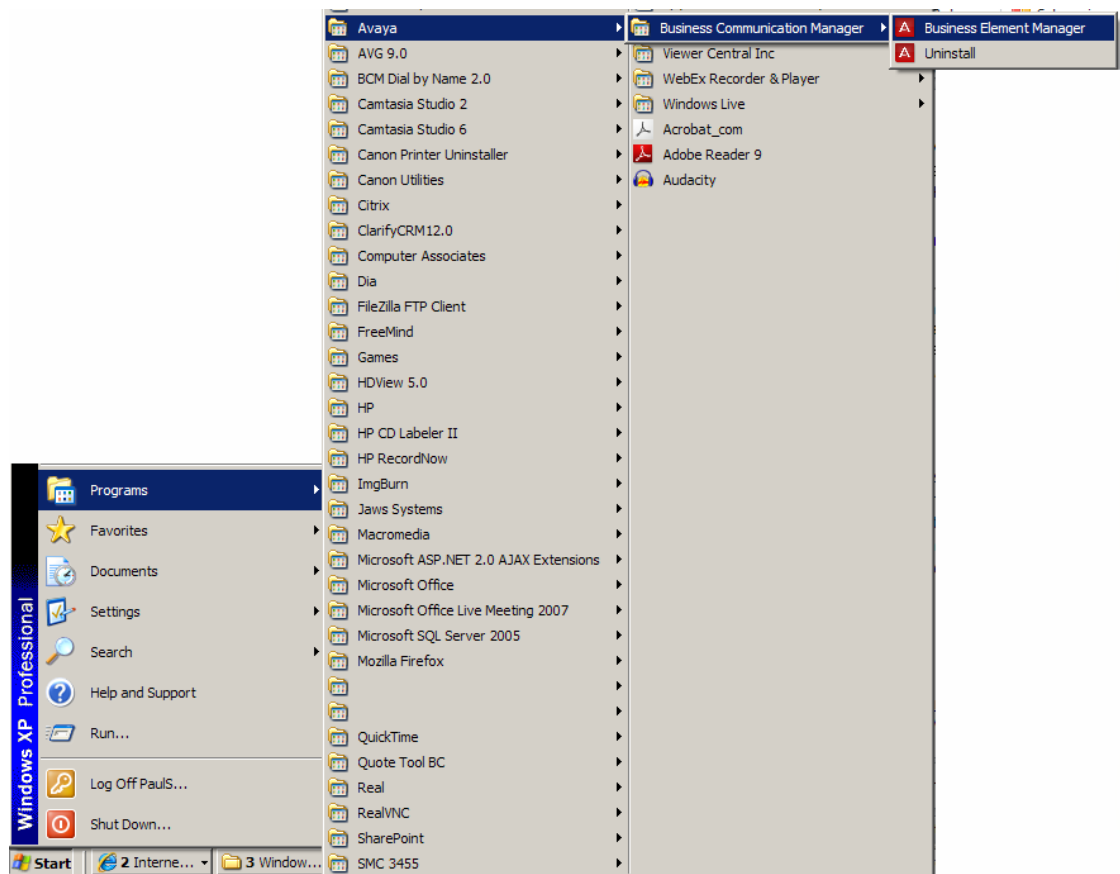 Avaya
AVG 9.0
BCM Dial by Name 2.0
Camtasia Studio 2
Camtasia Studio 6
Canon Printer Uninstaller
Canon Utilities
Citrix
ClarifyCRM12.0
Computer Associates
Dia
FileZilla FTP Client
FreeMind
Games
HDView 5.0
HP
HP CD Labeler II
HP RecordNow
ImgBurn
Jaws Systems
Macromedia
Microsoft ASP.NET 2.0 AJAX Extensions
Microsoft Office
Microsoft Office Live Meeting 2007
Microsoft SQL Server 2005
Mozilla Firefox
QuickTime
Quote Tool BC
Real
RealVNC
SharePoint
SMC 3455
Business Communication Manager
Viewer Central Inc
WebEx Recorder & Player
Windows Live
Acrobat_com
Adobe Reader 9
Audacity
Business Element Manager
Uninstall
Windows XP Professional
Programs
Favorites
Documents
Settings
Search
Help and Support
Run...
Log Off PaulS...
Shut Down...
Start
2 Interne...
3 Window...